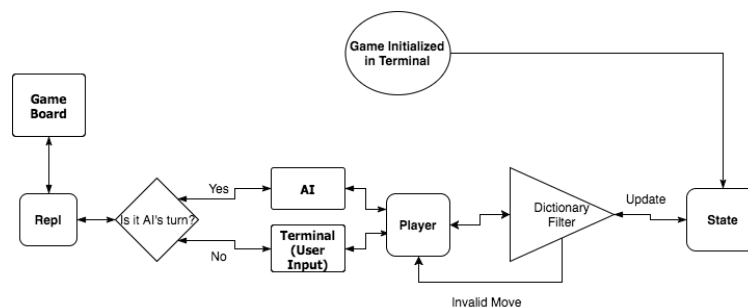 Game Initialized
in Terminal
Game
Board
Repl
Is it AI's turn?
Yes
No
AI
Terminal
(User
Input)
Player
Dictionary
Filter
Update
State
Invalid Move